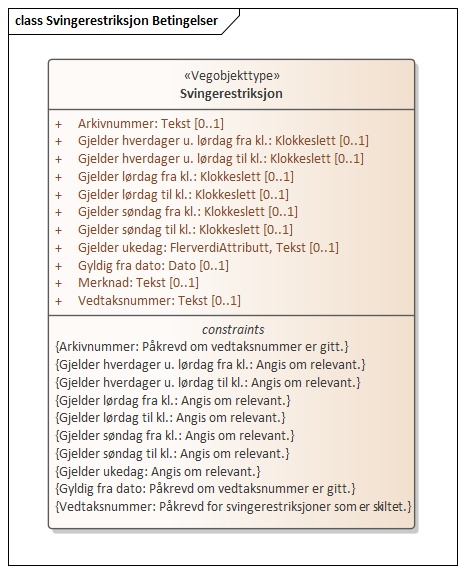 class Svingerestriksjon Betingelser
«Vegobjekttype»
Svingerestriksjon
+ Arkivnummer: Tekst [0..1]
+ Gjelder hverdager u. lørdag fra kl.: Klokkeslett [0..1]
+ Gjelder hverdager u. lørdag til kl.: Klokkeslett [0..1]
+ Gjelder lørdag fra kl.: Klokkeslett [0..1]
+ Gjelder lørdag til kl.: Klokkeslett [0..1]
+ Gjelder søndag fra kl.: Klokkeslett [0..1]
+ Gjelder søndag til kl.: Klokkeslett [0..1]
+ Gjelder ukedag: FlerverdiAttributt, Tekst [0..1]
+ Gyldig fra dato: Dato [0..1]
+ Merknad: Tekst [0..1]
+ Vedtaksnummer: Tekst [0..1]
constraints
{Arkivnummer: Påkrevd om vedtaksnummer er gitt.}
{Gjelder hverdager u. lørdag fra kl.: Angis om relevant.}
{Gjelder hverdager u. lørdag til kl.: Angis om relevant.}
{Gjelder lørdag fra kl.: Angis om relevant.}
{Gjelder lørdag til kl.: Angis om relevant.}
{Gjelder søndag fra kl.: Angis om relevant.}
{Gjelder søndag til kl.: Angis om relevant.}
{Gjelder ukedag: Angis om relevant.}
{Gyldig fra dato: Påkrevd om vedtaksnummer er gitt.}
{Vedtaksnummer: Påkrevd for svingerestriksjoner som er skiltet.}